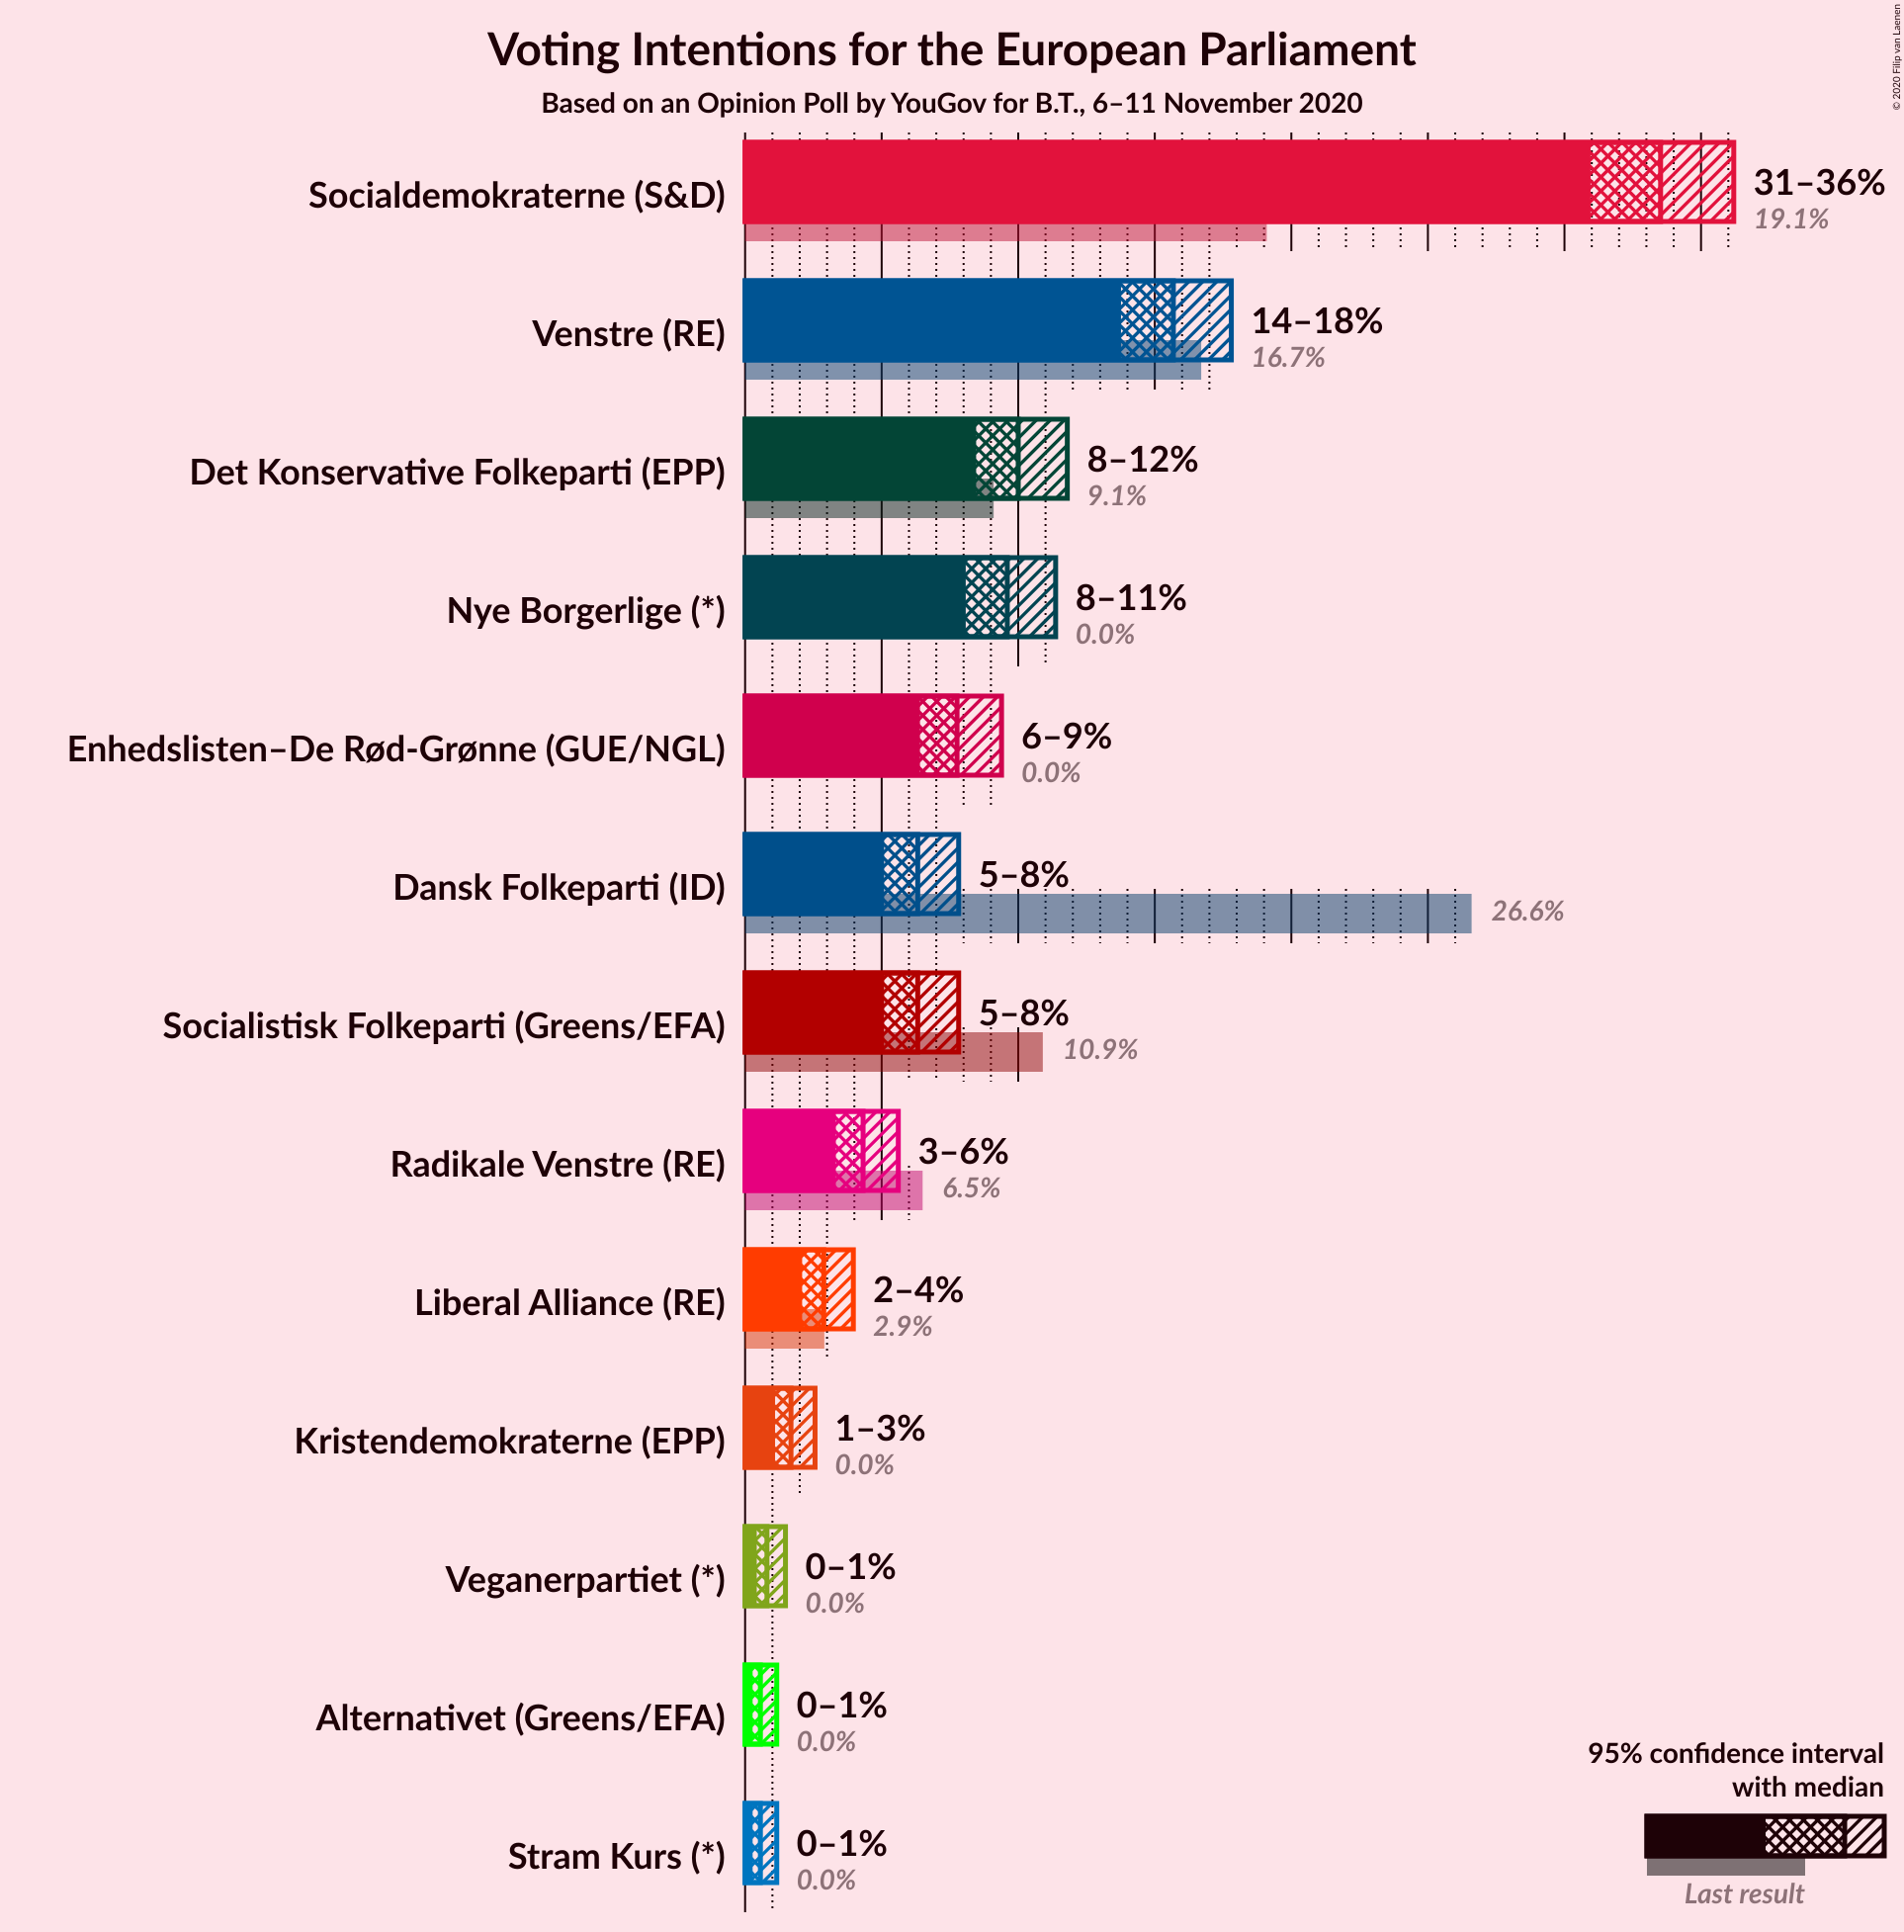 Voting Intentions for the European Parliament
Based on an Opinion Poll by YouGov for B.T., 6–11 November 2020
© 2020 Filip van Laenen
Socialdemokraterne (S&D)
31–36%
19.1%
Venstre (RE)
14–18%
16.7%
Det Konservative Folkeparti (EPP)
8–12%
9.1%
Nye Borgerlige (*)
8–11%
0.0%
Enhedslisten–De Rød-Grønne (GUE/NGL)
6–9%
0.0%
Dansk Folkeparti (ID)
5–8%
26.6%
Socialistisk Folkeparti (Greens/EFA)
5–8%
10.9%
Radikale Venstre (RE)
3–6%
6.5%
Liberal Alliance (RE)
2–4%
2.9%
Kristendemokraterne (EPP)
1–3%
0.0%
Veganerpartiet (*)
0–1%
0.0%
Alternativet (Greens/EFA)
0–1%
0.0%
Stram Kurs (*)
0–1%
0.0%
95% confidence interval
with median
Last result